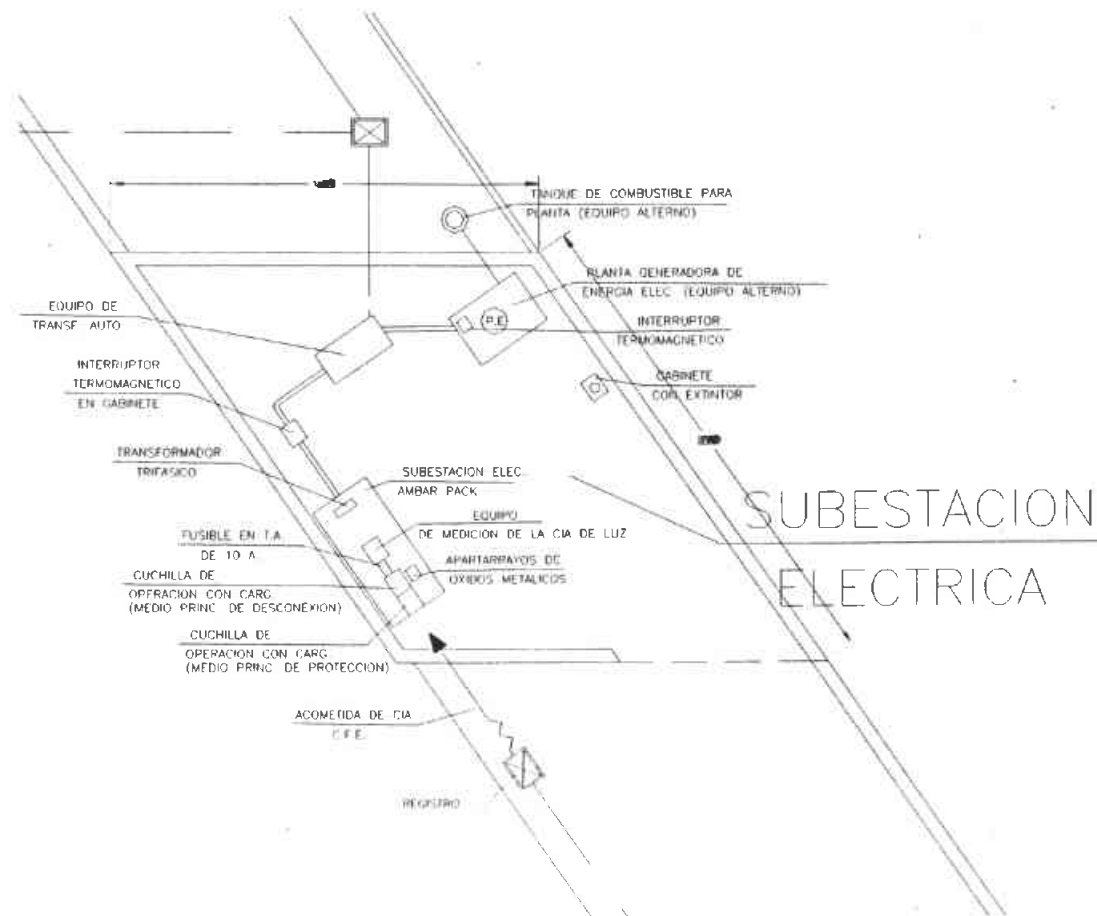 TANQUE DE COMBUSTIBLE PARA
PLANTA (EQUIPO ALTERNO)
PLANTA GENERADORA DE
ENERGIA ELEC. (EQUIPO ALTERNO)
EQUIPO DE
TRANSF. AUTO
P.E.
INTERRUPTOR
TERMOMAGNETICO
INTERRUPTOR
TERMOMAGNETICO
EN GABINETE
GABINETE
CON EXTINTOR
TRANSFORMADOR
TRIFASICO
SUBESTACION ELEC.
AMBAR PACK
SUBESTACION
ELECTRICA
EQUIPO
DE MEDICION DE LA CIA DE LUZ
FUSIBLE EN T.A.
DE 10 A.
APARTARRAYOS DE
OXIDOS METALICOS
CUCHILLA DE
OPERACION CON CARG.
(MEDIO PRINC. DE DESCONEXION)
CUCHILLA DE
OPERACION CON CARG.
(MEDIO PRINC. DE PROTECCION)
ACOMETIDA DE CIA
C.F.E.
REGISTRO